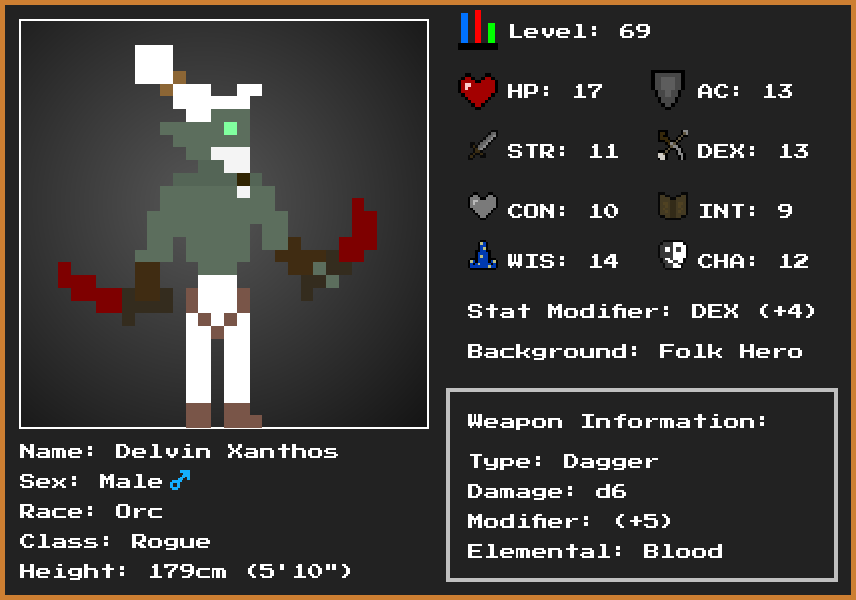 Level: 69
HP: 17
AC: 13
STR: 11
DEX: 13
CON: 10
INT: 9
WIS: 14
CHA: 12
Stat Modifier: DEX (+4)
Background: Folk Hero
Weapon Information:
Type: Dagger
Damage: d6
Modifier: (+5)
Elemental: Blood
Name: Delvin Xanthos
Sex: Male♂
Race: Orc
Class: Rogue
Height: 179cm (5'10")